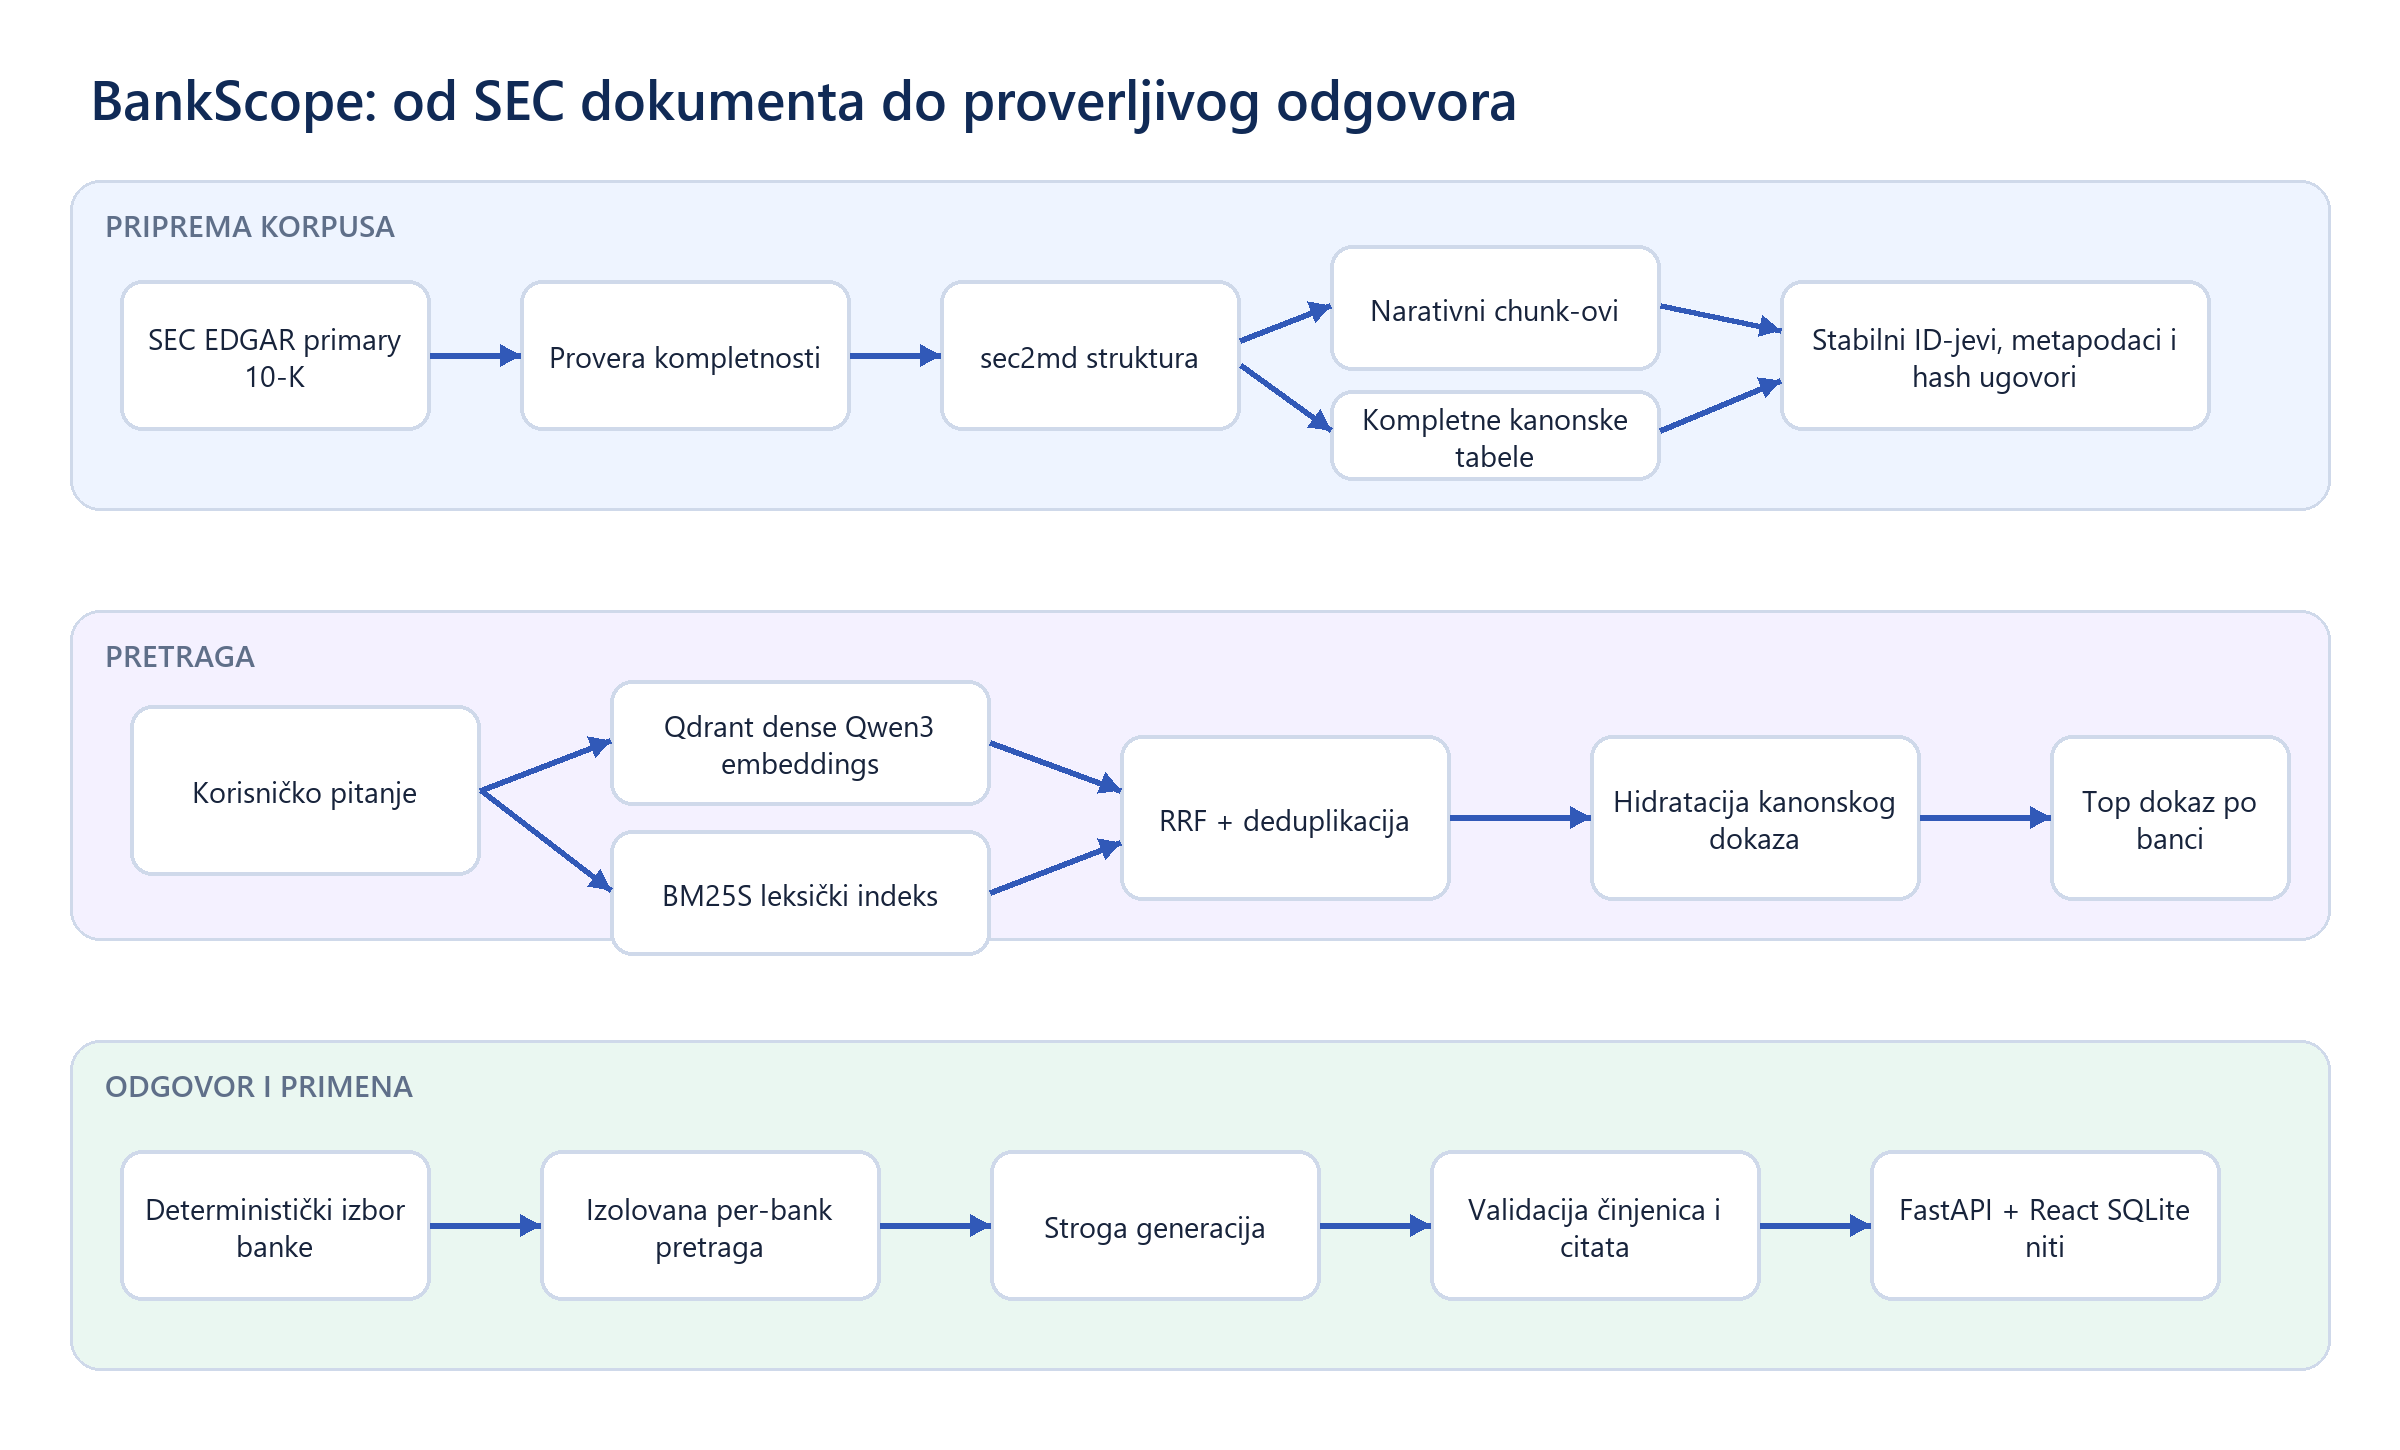 BankScope: od SEC dokumenta do proverljivog odgovora
PRIPREMA KORPUSA
SEC EDGAR primary
10-K
Provera kompletnosti
sec2md struktura
Narativni chunk-ovi
Kompletne kanonske
tabele
Stabilni ID-jevi, metapodaci i
hash ugovori
PRETRAGA
Korisničko pitanje
Qdrant dense Qwen3
embeddings
BM25S leksički indeks
RRF + deduplikacija
Hidratacija kanonskog
dokaza
Top dokaz po
banci
ODGOVOR I PRIMENA
Deterministički izbor
banke
Izolovana per-bank
pretraga
Stroga generacija
Validacija činjenica i
citata
FastAPI + React SQLite
niti